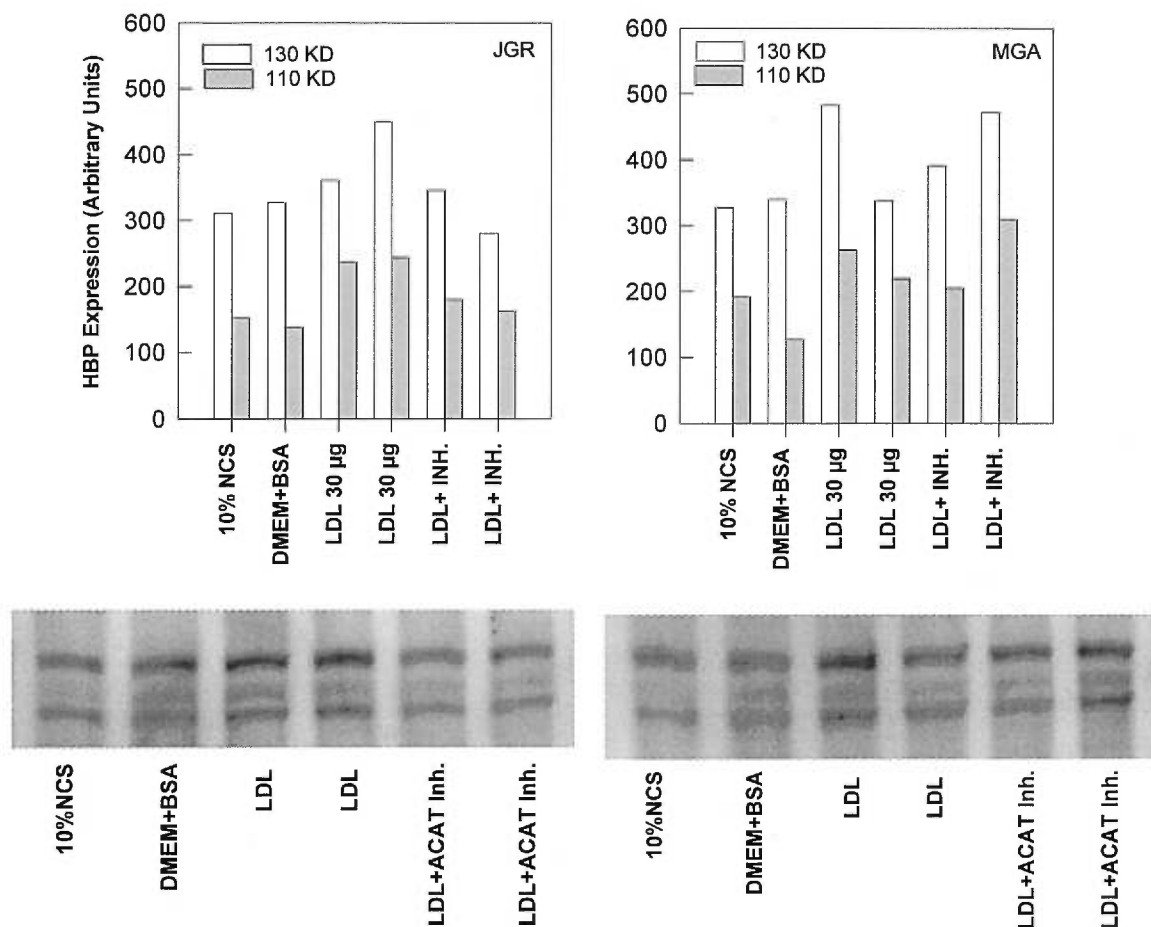 HBP Expression (Arbitrary Units)
600
500
400
300
200
100
0
130 KD
110 KD
JGR
10% NCS
DMEM+BSA
LDL 30 µg
LDL 30 µg
LDL+ INH.
LDL+ INH.
600
500
400
300
200
100
0
130 KD
110 KD
MGA
10% NCS
DMEM+BSA
LDL 30 µg
LDL 30 µg
LDL+ INH.
LDL+ INH.
10%NCS
DMEM+BSA
LDL
LDL
LDL+ACAT Inh.
LDL+ACAT Inh.
10%NCS
DMEM+BSA
LDL
LDL
LDL+ACAT Inh.
LDL+ACAT Inh.